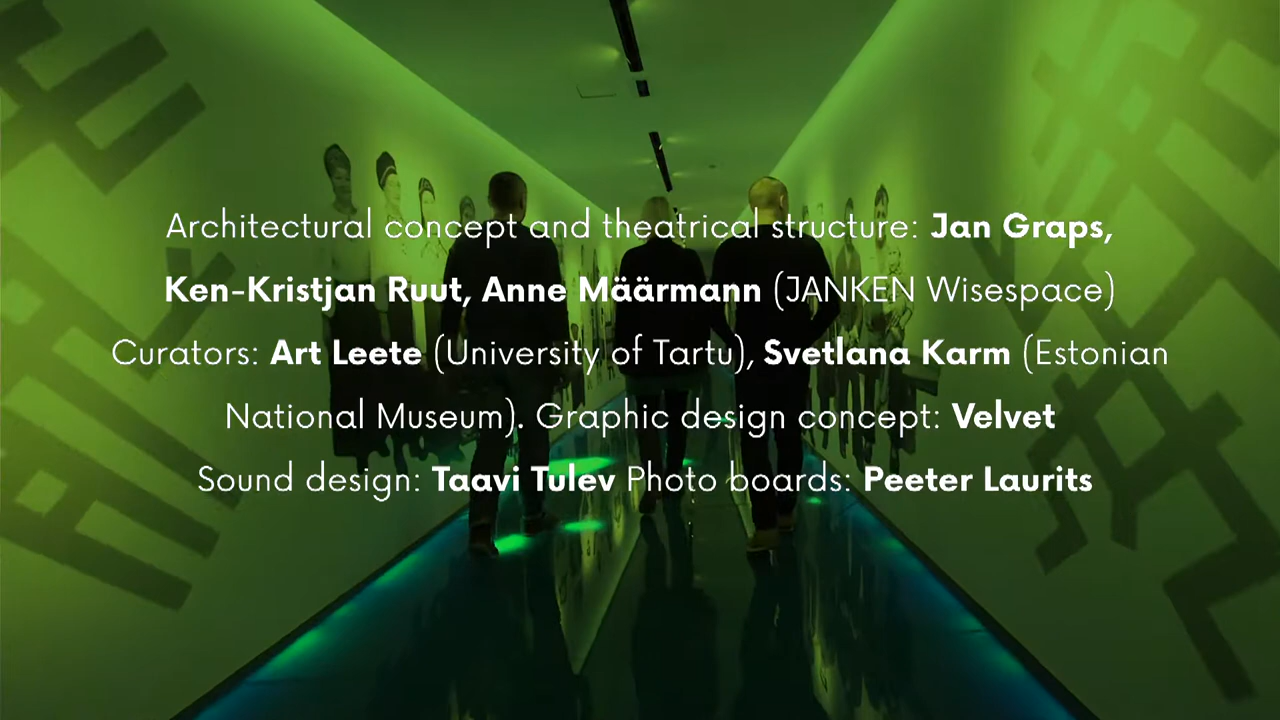 Architectural concept and theatrical structure: Jan Graps,
Ken-Kristjan Ruut, Anne Määrmann (JANKEN Wisespace)
Curators: Art Leete (University of Tartu), Svetlana Karm (Estonian
National Museum). Graphic design concept: Velvet
Sound design: Taavi Tulev Photo boards: Peeter Laurits